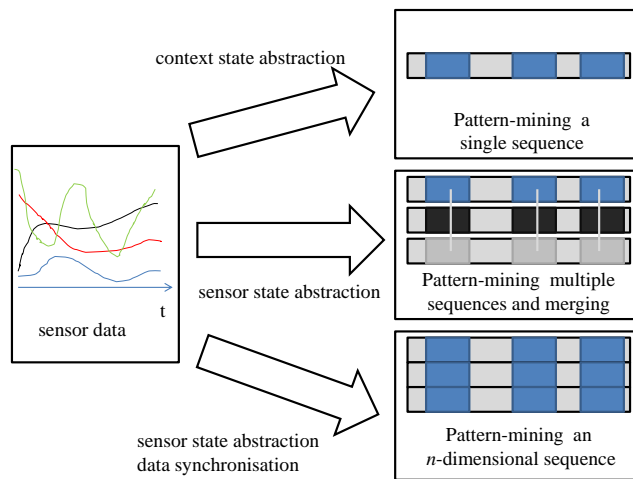 context state abstraction
Pattern-mining a
single sequence
t
sensor data
sensor state abstraction
Pattern-mining multiple
sequences and merging
sensor state abstraction
data synchronisation
Pattern-mining an
n-dimensional sequence